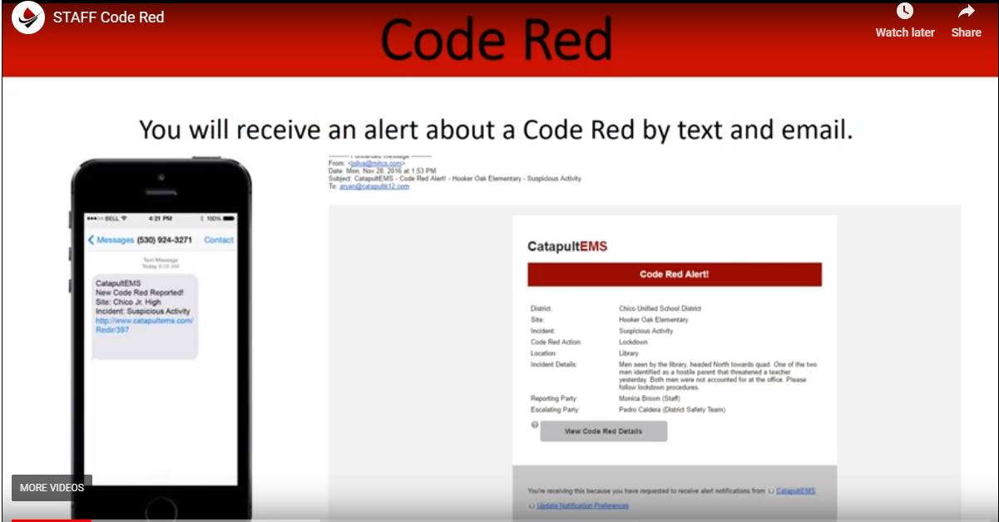 STAFF Code Red
Watch later
Share
Code Red
You will receive an alert about a Code Red by text and email.
BELL
4:21 PM
100%
Messages
(530) 924-3271
Contact
Text Message
Today 8:28 AM
CatapultEMS
New Code Red Reported!
Site: Chico Jr. High
Incident: Suspicious Activity
http://www.catapultems.com/
Redir/397
From:
Date: Mon, Nov 28, 2016 at 1:53 PM
Subject: CatapultEMS - Code Red Alert! - Hooker Oak Elementary - Suspicious Activity
To: aryan@catapultk12.com
CatapultEMS
Code Red Alert!
District: Chico Unified School District
Site: Hooker Oak Elementary
Incident: Suspicious Activity
Code Red Action: Lockdown
Location: Library
Incident Details: Men seen by the library, headed North towards quad. One of the two
men identified as a hostile parent that threatened a teacher
yesterday. Both men were not accounted for at the office. Please
follow lockdown procedures.
Reporting Party: Monica Brown (Staff)
Escalating Party: Pedro Caldera (District Safety Team)
View Code Red Details
You're receiving this because you have requested to receive alert notifications from CatapultEMS
Update Notification Preferences
MORE VIDEOS